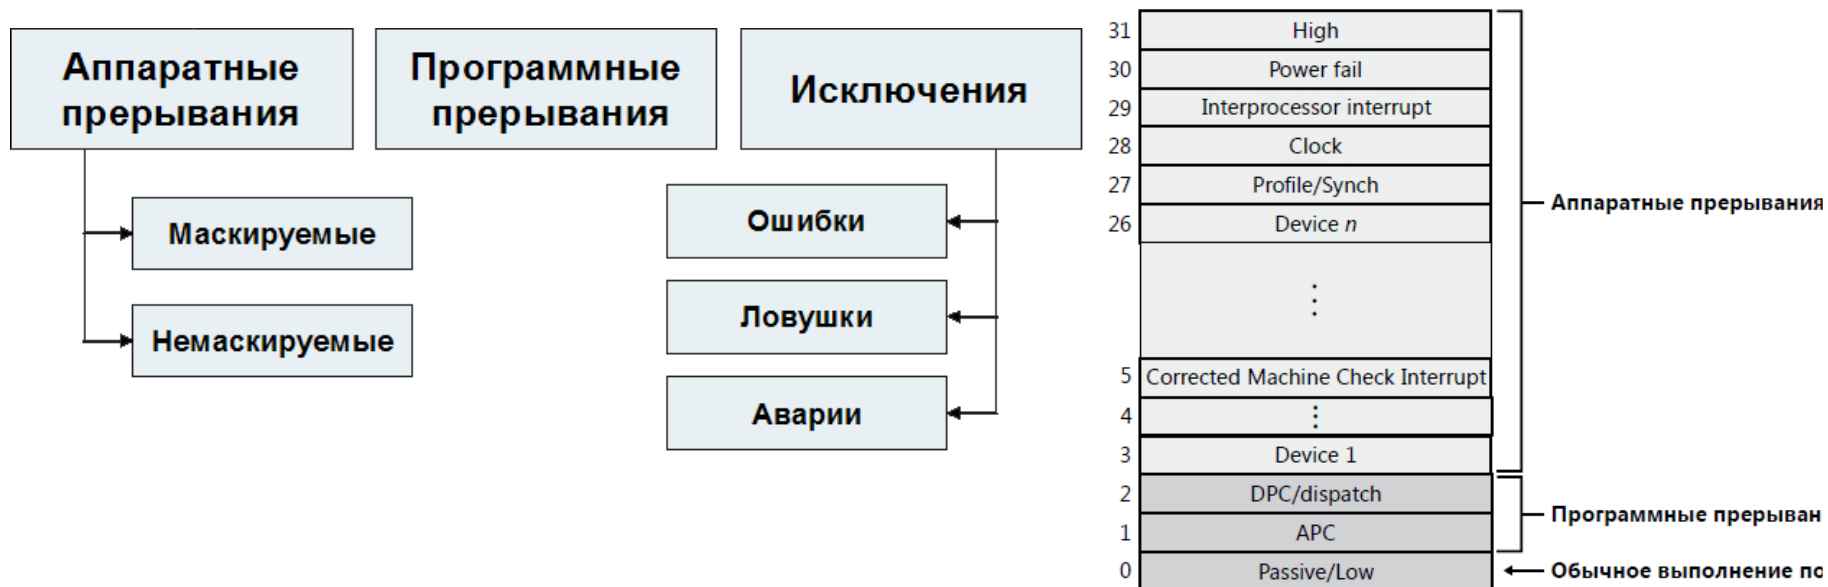 Аппаратные
прерывания
Программные
прерывания
Исключения
Маскируемые
Немаскируемые
Ошибки
Ловушки
Аварии
31 High
30 Power fail
29 Interprocessor interrupt
28 Clock
27 Profile/Synch
26 Device n
5 Corrected Machine Check Interrupt
4
3 Device 1
2 DPC/dispatch
1 APC
0 Passive/Low
Аппаратные прерывания
Программные прерыван
Обычное выполнение по